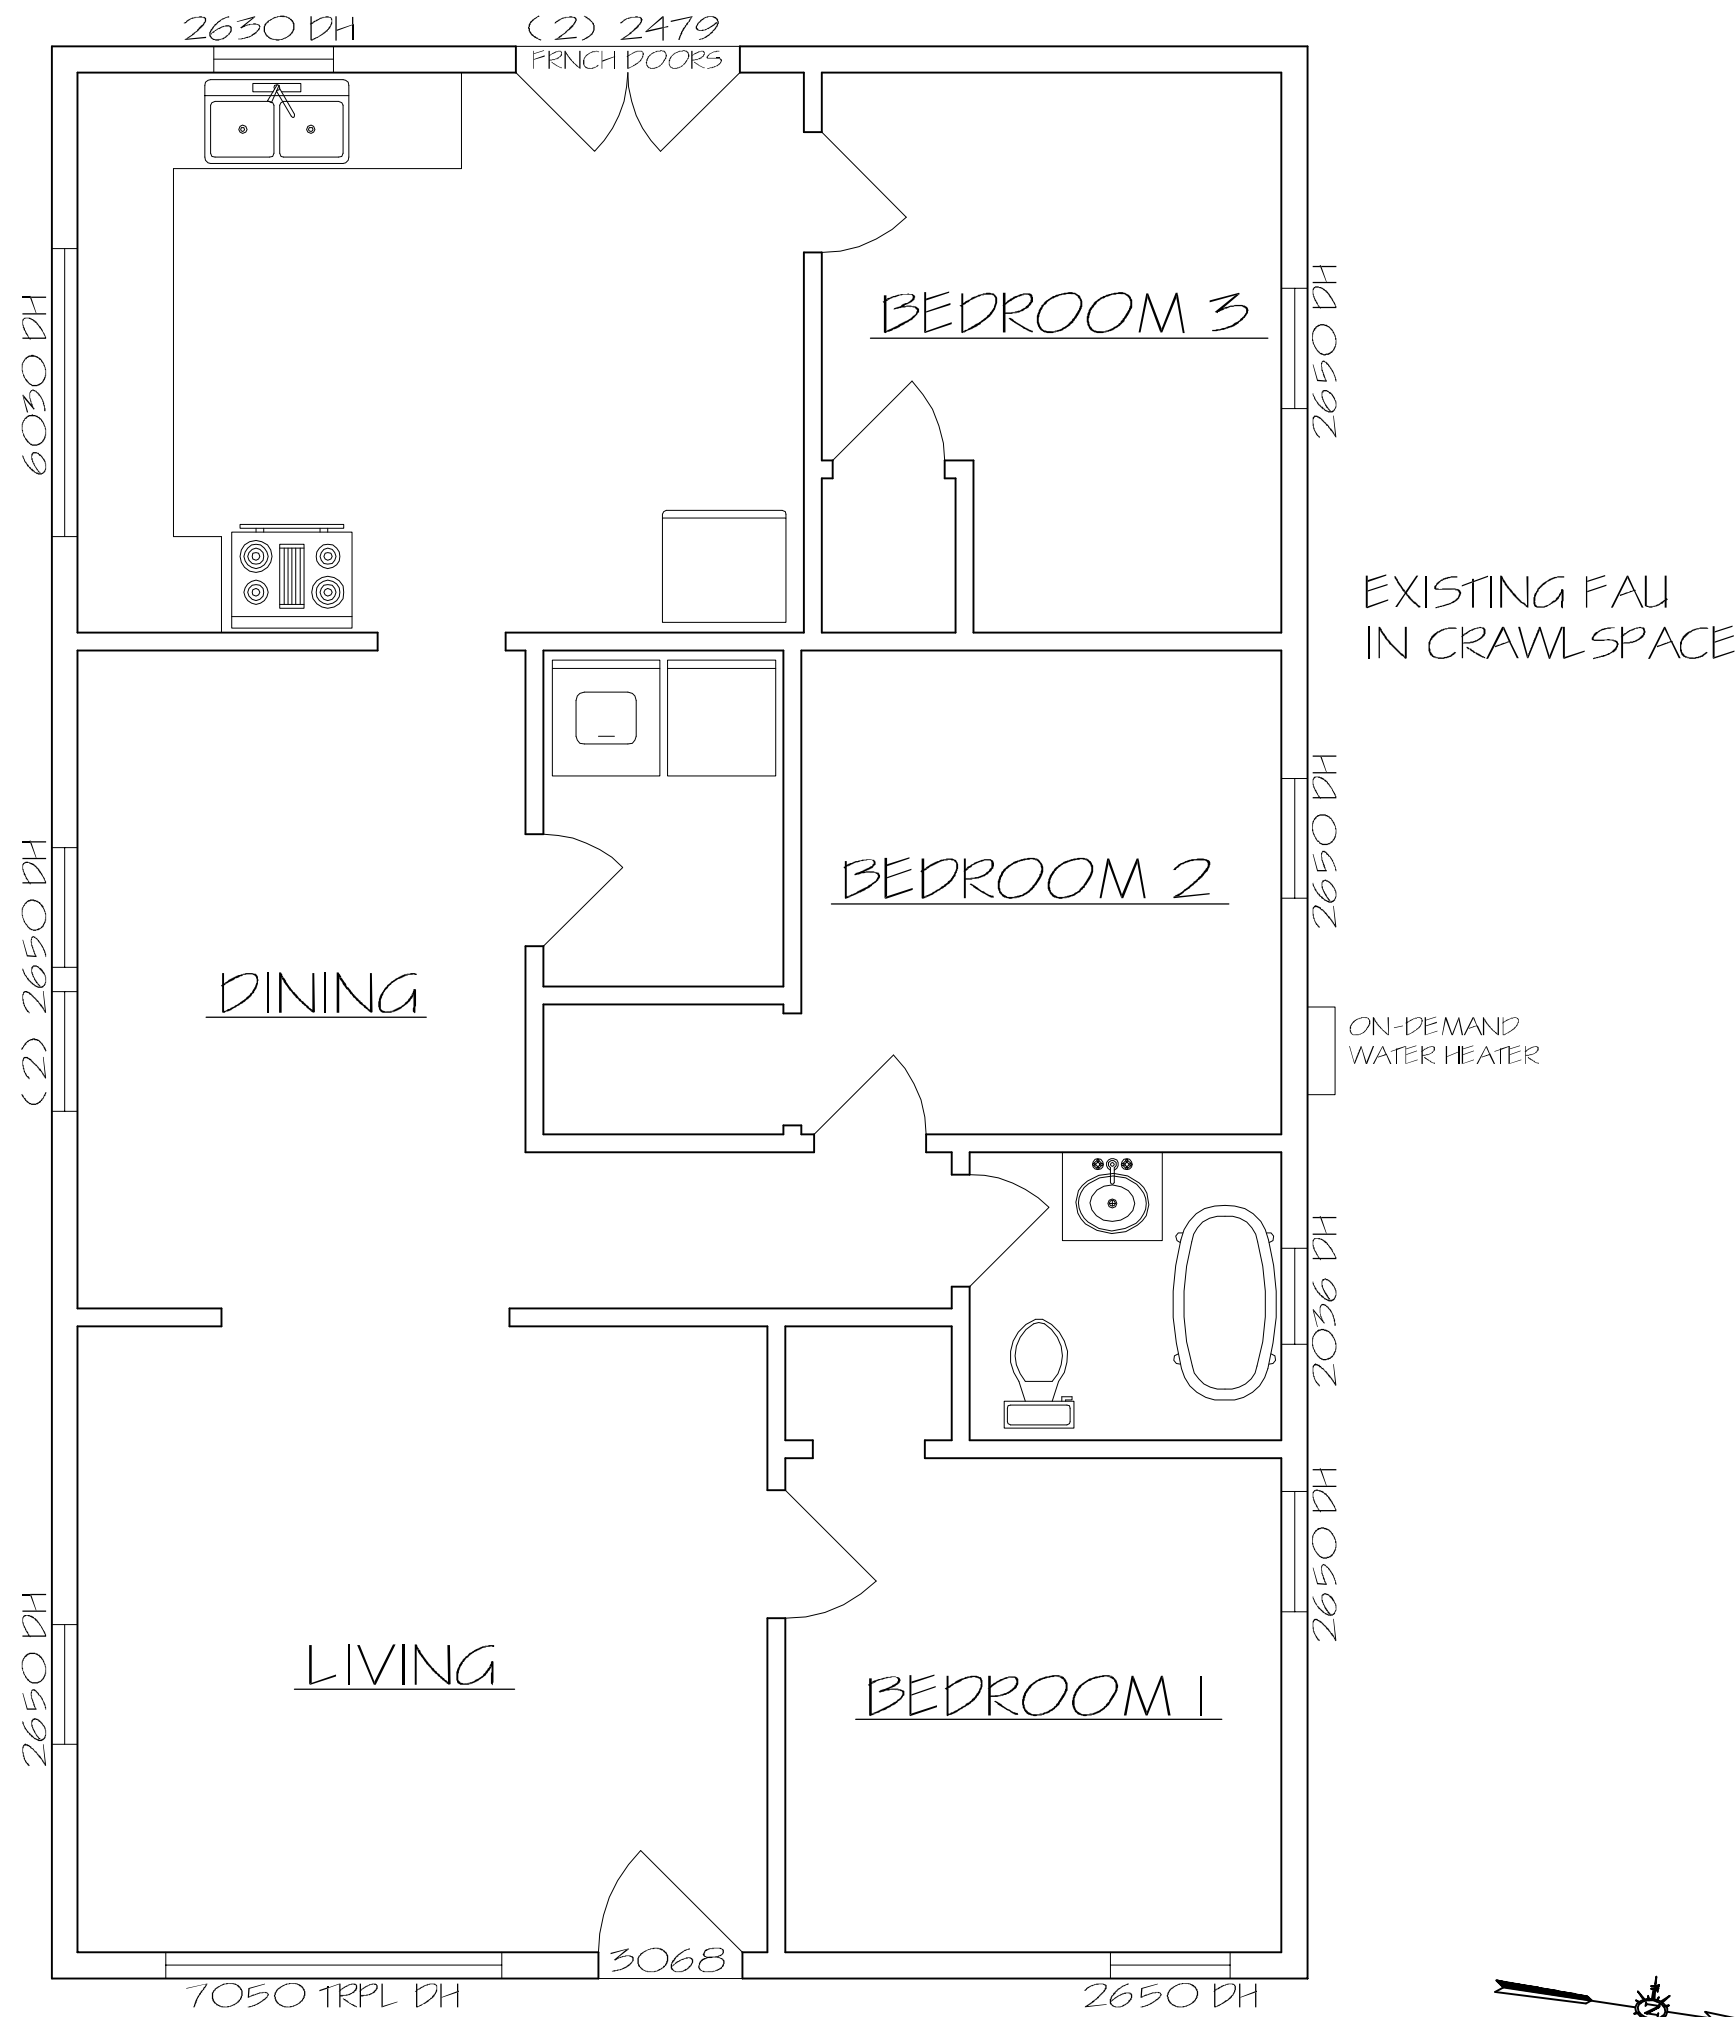 2630 DH
(2) 2479
FRNCH DOORS
6030 DH
BEDROOM 3
2650 DH
EXISTING FAU
IN CRAWLSPACE
2650 DH
BEDROOM 2
(2) 2650 DH
DINING
ON-DEMAND
WATER HEATER
2036 DH
2650 DH
2650 DH
LIVING
BEDROOM 1
3068
7050 TRPL DH
2650 DH
N